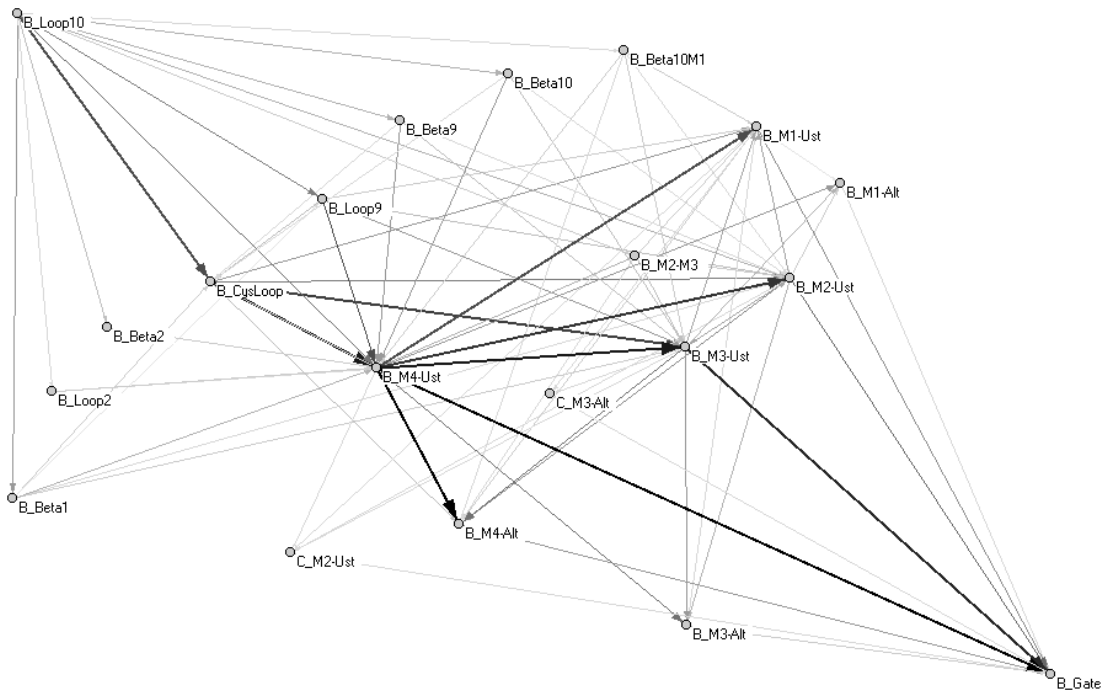 B_Loop10
B_Beta10M1
B_Beta10
B_Beta9
B_M1-Ust
B_M1-Alt
B_Loop9
B_M2-M3
B_CysLoop
B_M2-Ust
B_Beta2
B_M3-Ust
B_M4-Ust
B_Loop2
C_M3-Alt
B_Beta1
B_M4-Alt
C_M2-Ust
B_M3-Alt
B_Gate